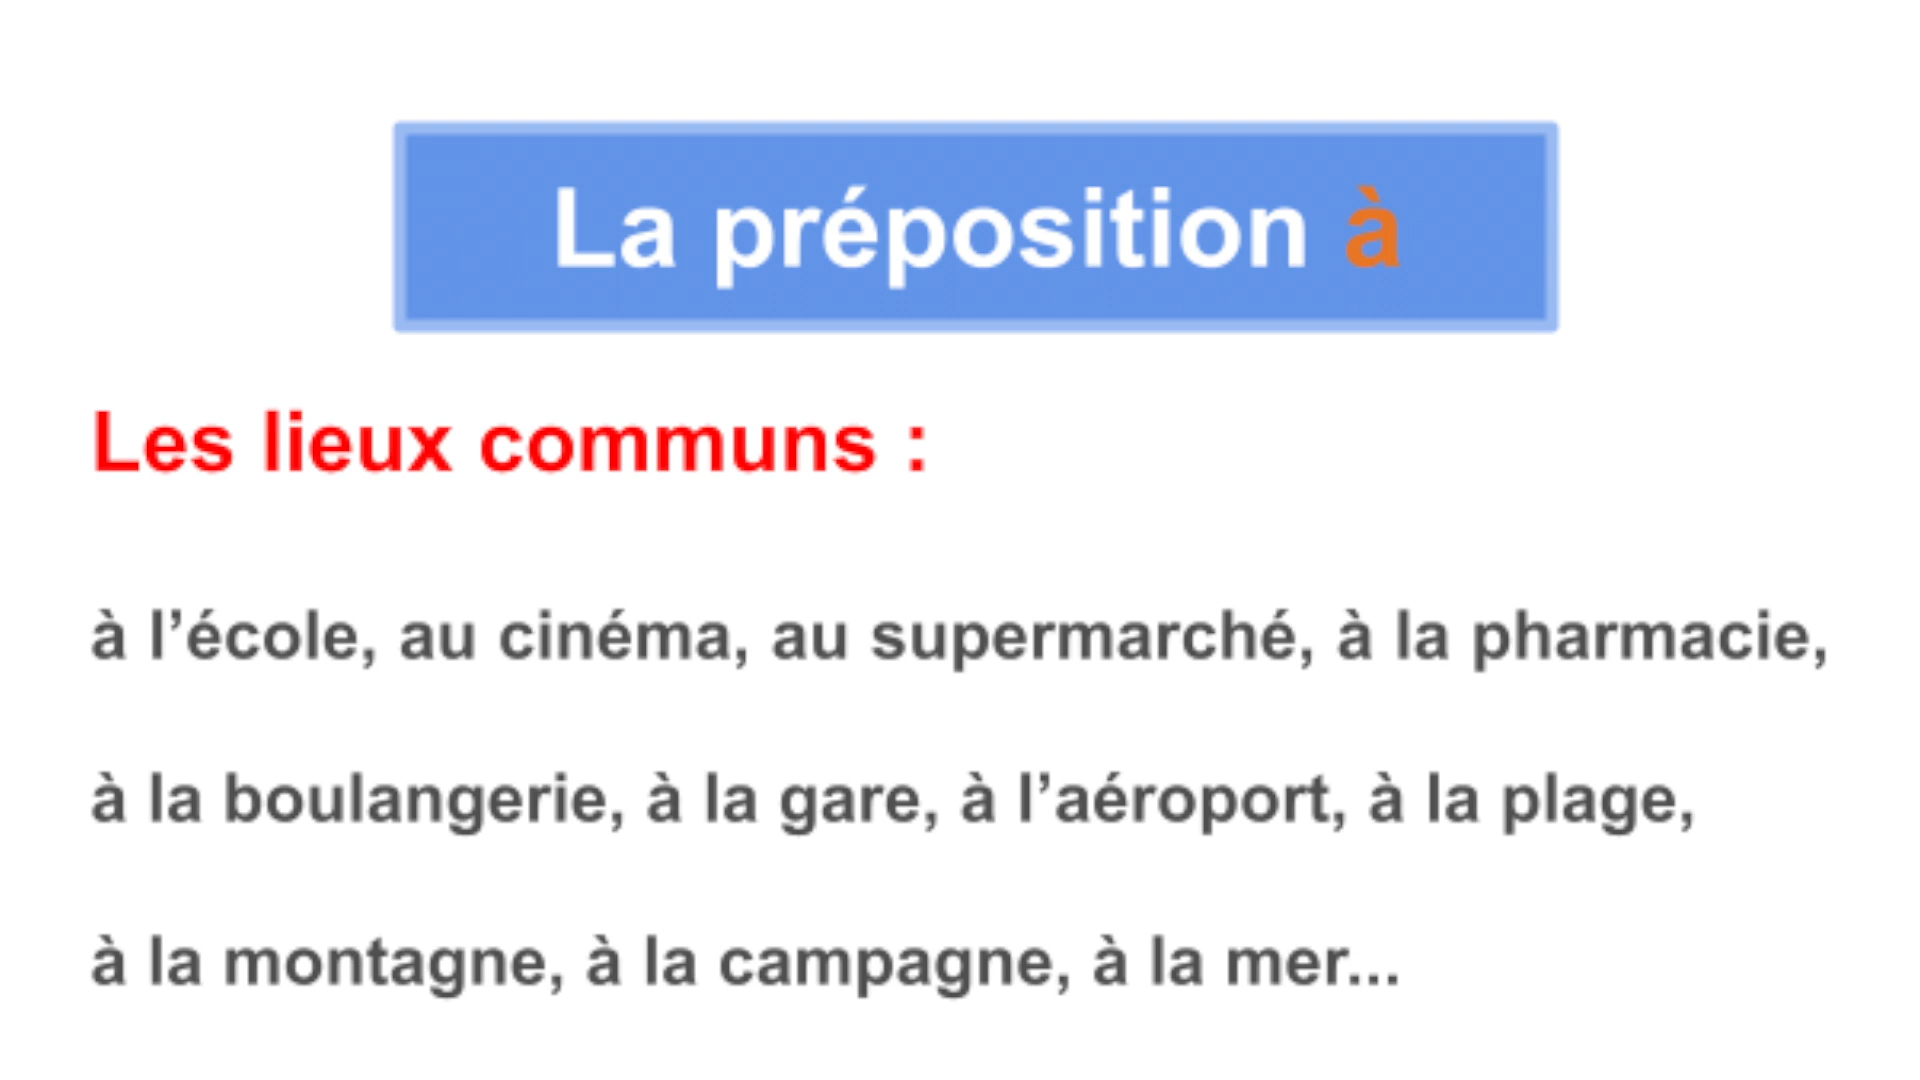 La préposition à
Les lieux communs :
à l’école, au cinéma, au supermarché, à la pharmacie,
à la boulangerie, à la gare, à l’aéroport, à la plage,
à la montagne, à la campagne, à la mer...